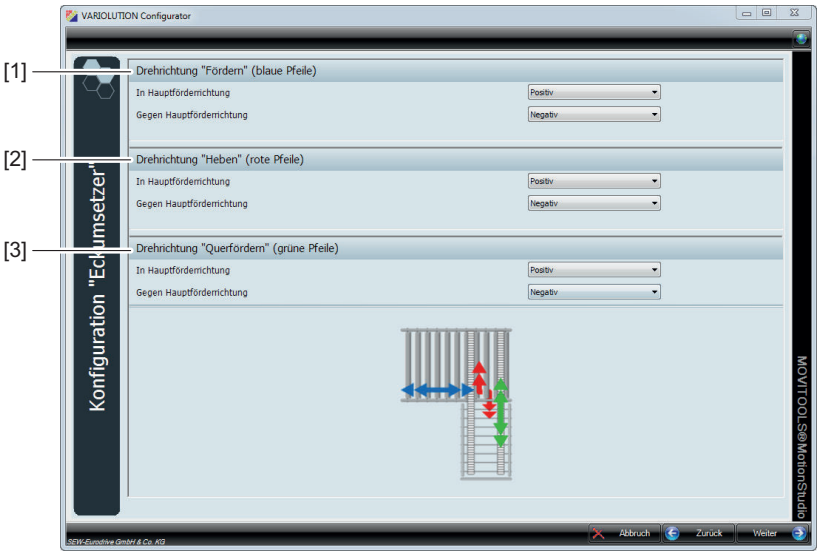 VARIOLUTION Configurator
[1]
Drehrichtung "Fördern" (blaue Pfeile)
In Hauptförderrichtung
Positiv
Gegen Hauptförderrichtung
Negativ
[2]
Drehrichtung "Heben" (rote Pfeile)
In Hauptförderrichtung
Positiv
Gegen Hauptförderrichtung
Negativ
[3]
Drehrichtung "Querfördern" (grüne Pfeile)
In Hauptförderrichtung
Positiv
Gegen Hauptförderrichtung
Negativ
Konfiguration "Eckumsetzer"
MOVITOOLS®MotionStudio
SEW-Eurodrive GmbH & Co. KG
Abbruch
Zurück
Weiter